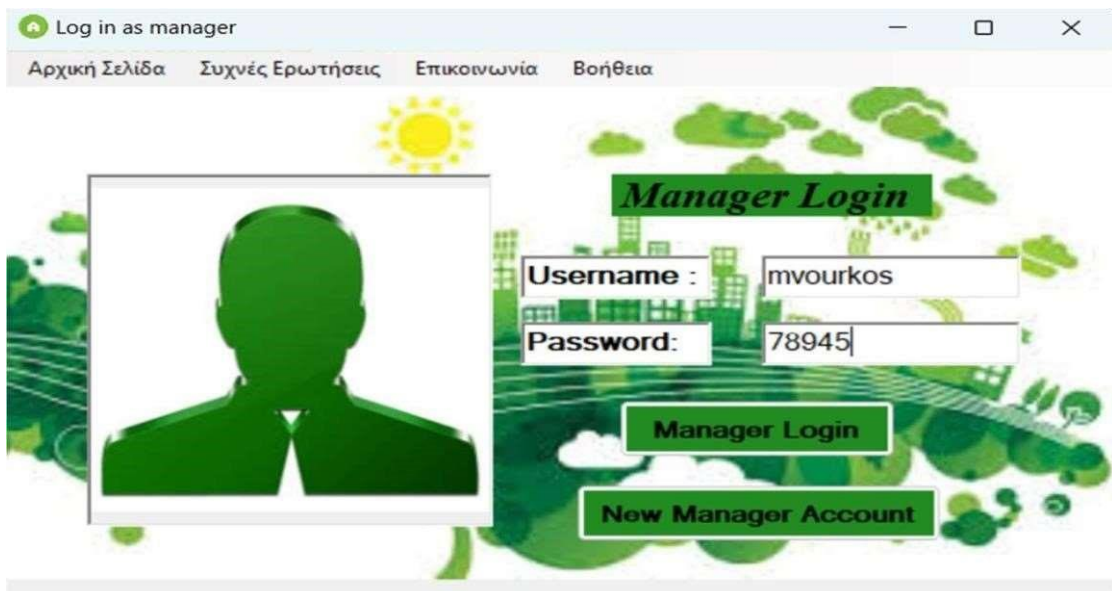 Log in as manager
Αρχική Σελίδα Συχνές Ερωτήσεις Επικοινωνία Βοήθεια
Manager Login
Username : mvourkos
Password: 78945
Manager Login
New Manager Account